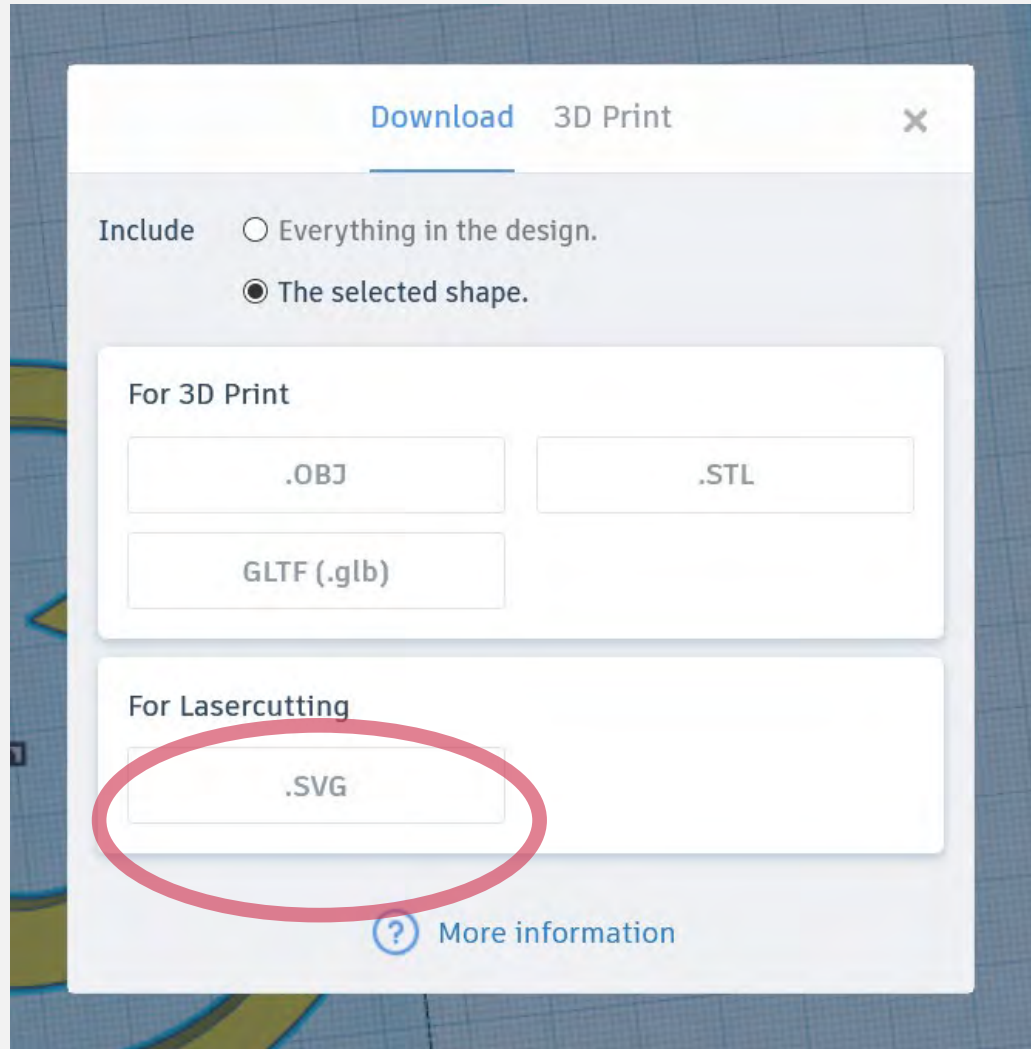 Download 3D Print
Include Everything in the design.
The selected shape.
For 3D Print
.OBJ .STL
GLTF (.glb)
For Lasercutting
.SVG
? More information